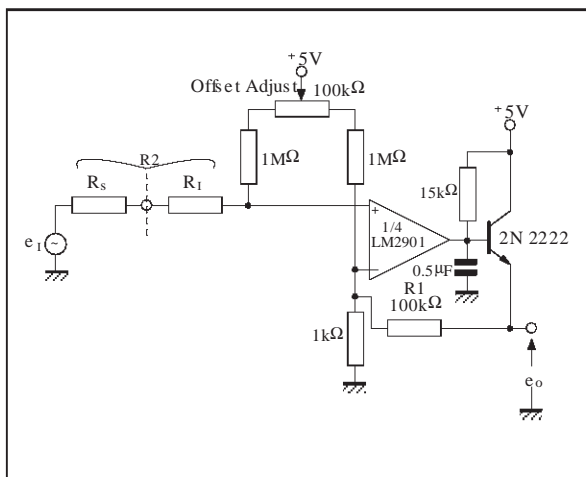 +5V
Offset Adjust
100kΩ
+5V
R2
1MΩ
1MΩ
RS
RI
15kΩ
+
1/4
LM2901
2N 2222
eI
~
−
0.5µF
R1
100kΩ
1kΩ
eo